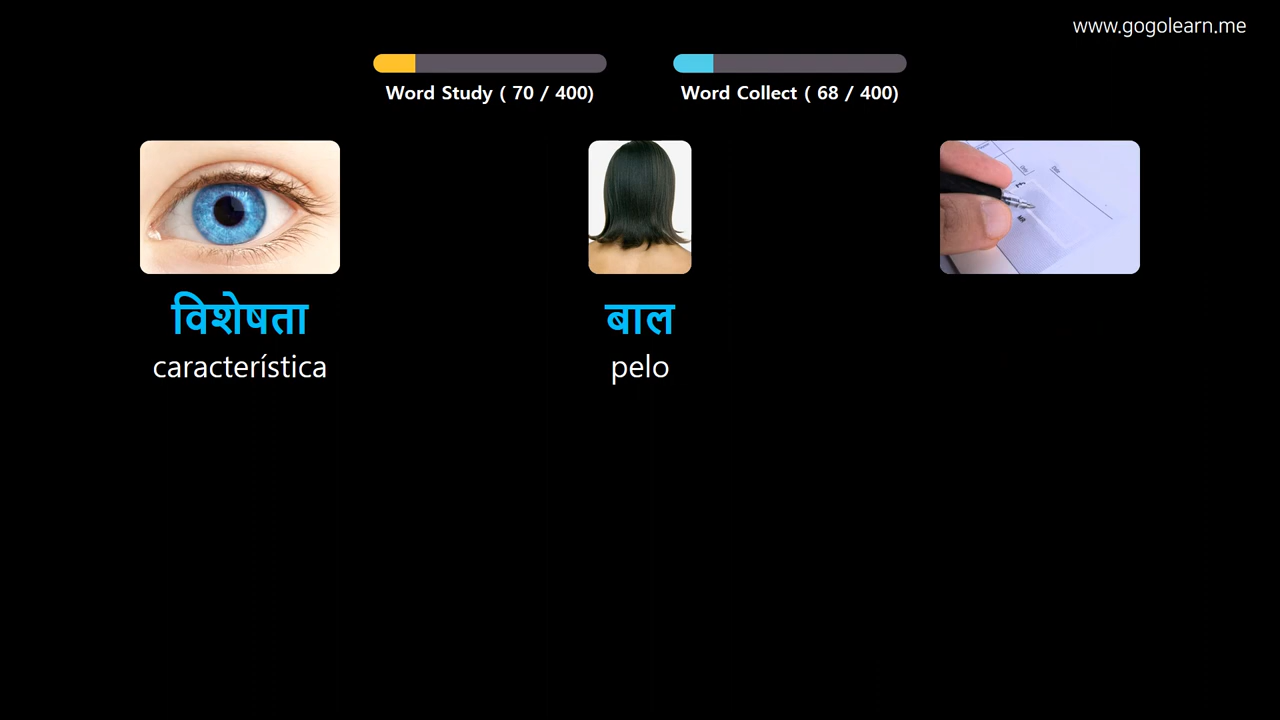 www.gogolearn.me
Word Study ( 70 / 400)
Word Collect ( 68 / 400)
विशेषता
característica
बाल
pelo